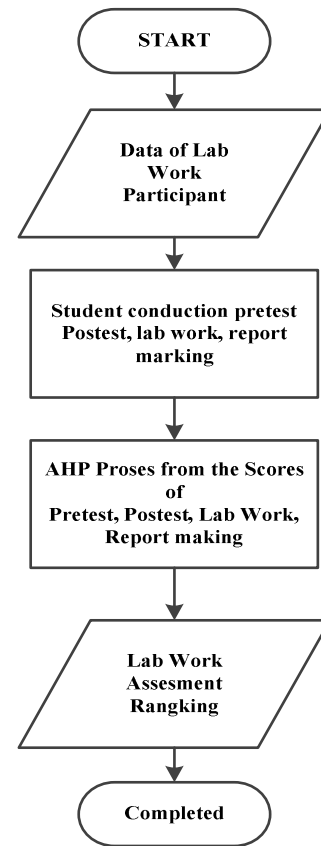 START
Data of Lab
Work
Participant
Student conduction pretest
Postest, lab work, report
marking
AHP Proses from the Scores
of
Pretest, Postest, Lab Work,
Report making
Lab Work
Assesment
Rangking
Completed